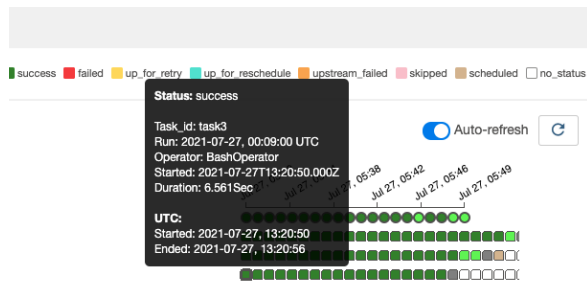 success failed up_for_retry up_for_reschedule upstream_failed skipped scheduled no_status
Status: success
Task_id: task3
Run: 2021-07-27, 00:09:00 UTC
Operator: BashOperator
Started: 2021-07-27T13:20:50.000Z
Duration: 6.561Sec
UTC:
Started: 2021-07-27, 13:20:50
Ended: 2021-07-27, 13:20:56
Auto-refresh
Jul 27, 05:38
Jul 27, 05:42
Jul 27, 05:46
Jul 27, 05:49